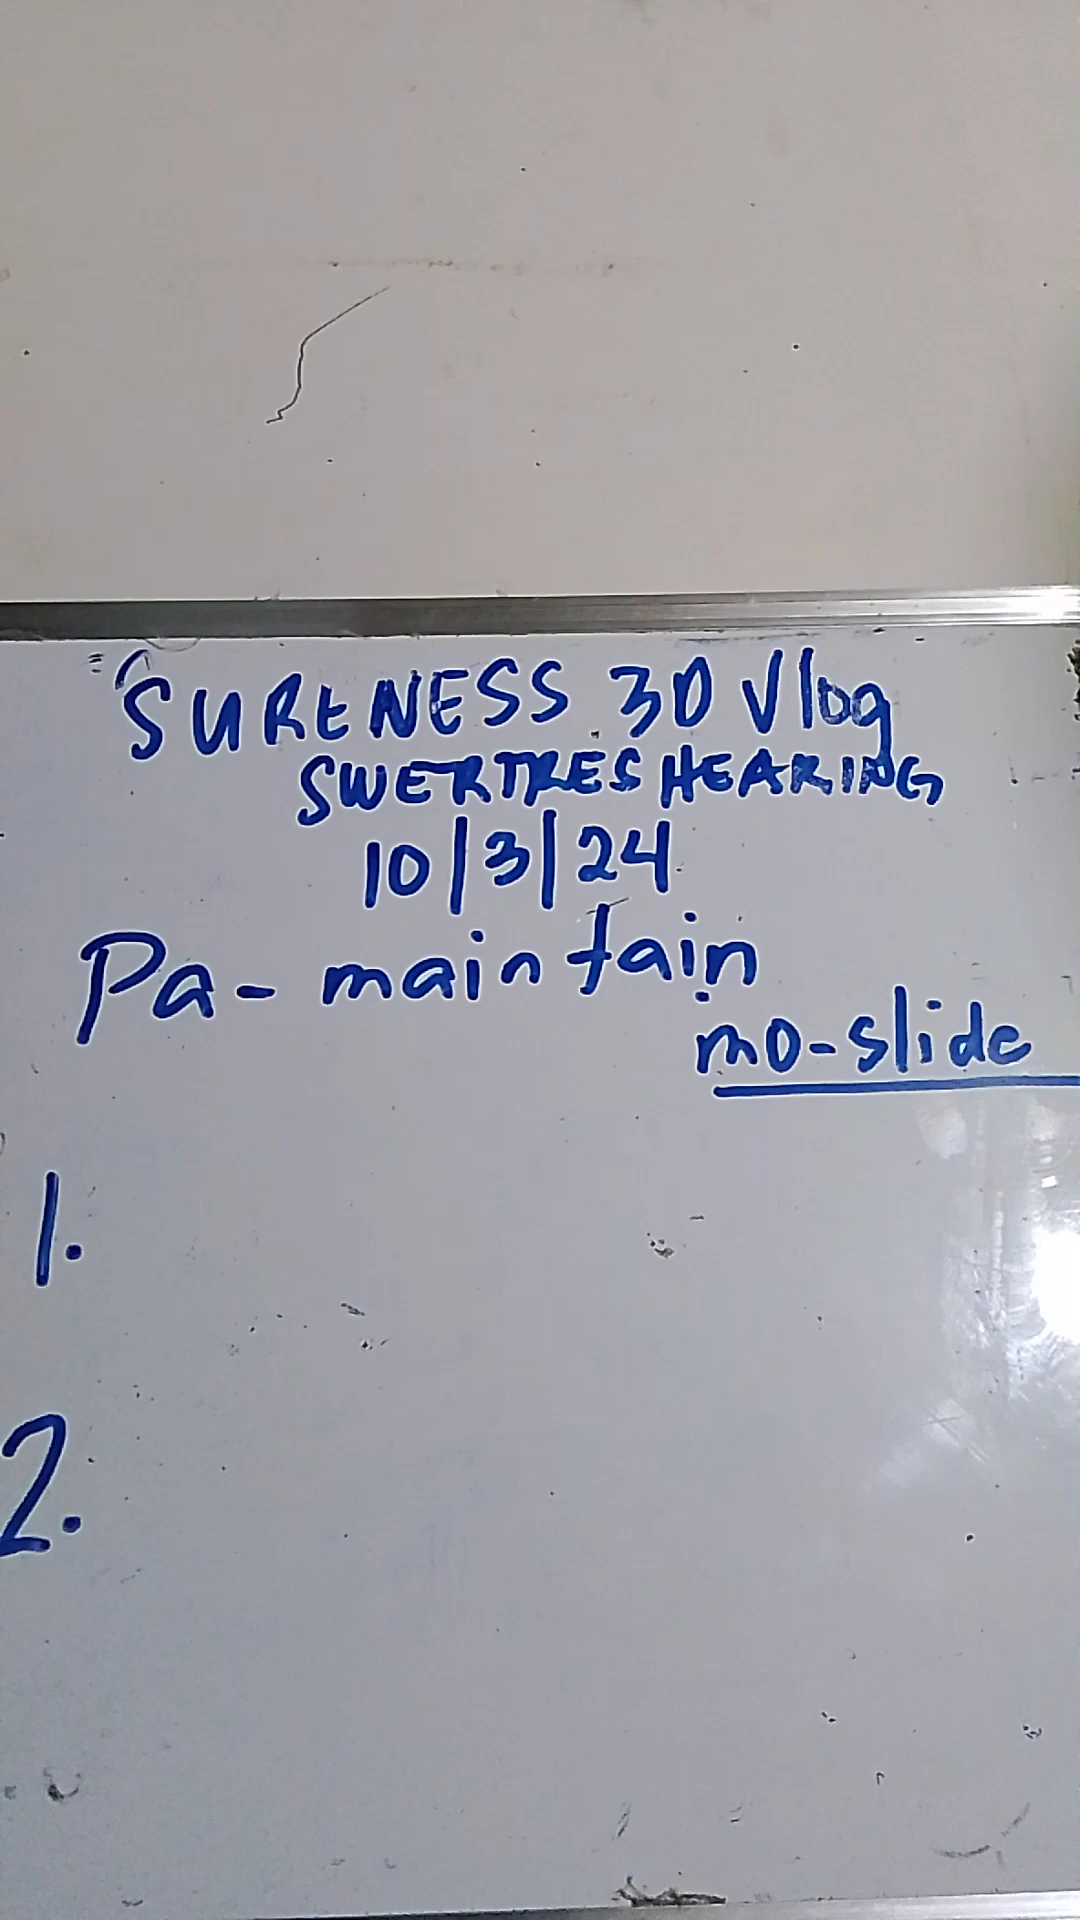 "SURENESS 3D Vlog
SWERTRES HEARING
10/3/24
Pa-maintain
mo-slide
1.
2.